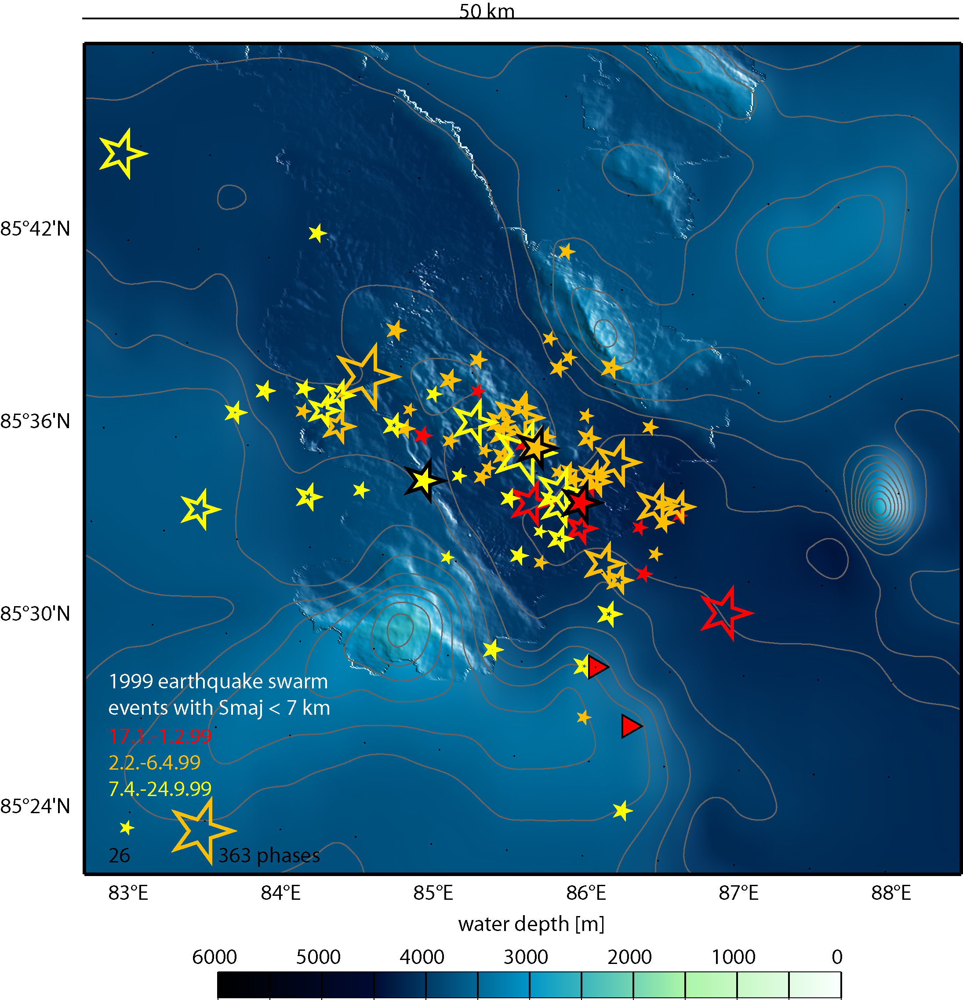 50 km
85°42'N
85°36'N
85°30'N
1999 earthquake swarm
events with Smaj < 7 km
17.1.-1.2.99
2.2.-6.4.99
7.4.-24.9.99
85°24'N
26 363 phases
83°E 84°E 85°E 86°E 87°E 88°E
water depth [m]
6000 5000 4000 3000 2000 1000 0